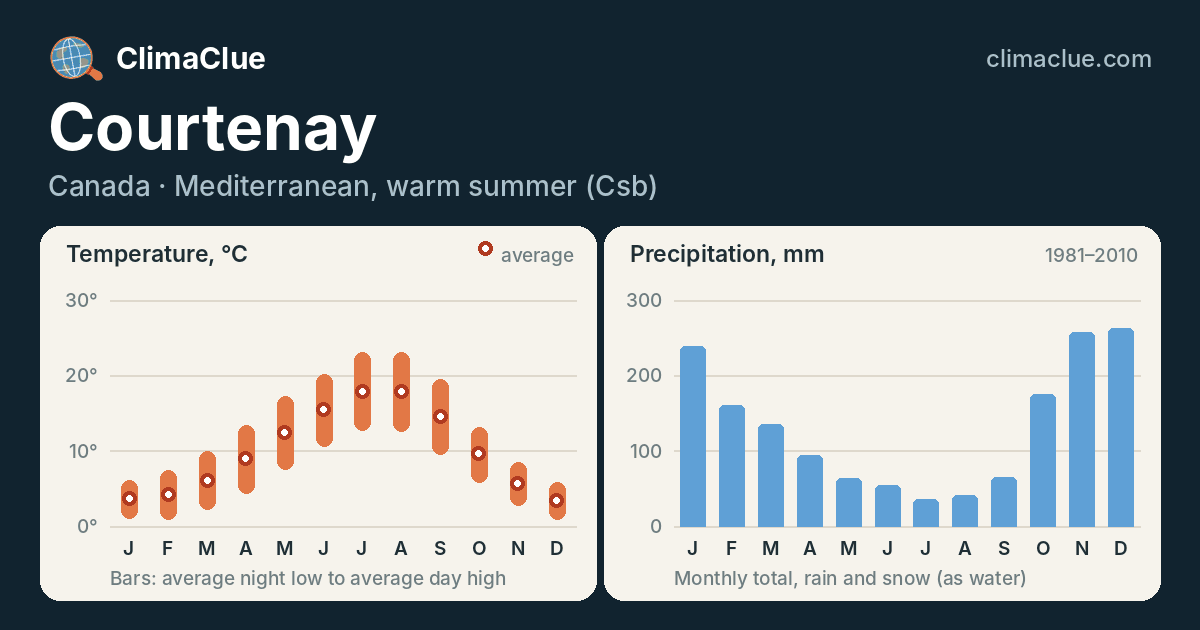 ClimaClue
climaclue.com
Courtenay
Canada · Mediterranean, warm summer (Csb)
Temperature, °C
average
30°
20°
10°
0°
J F M A M J J A S O N D
Bars: average night low to average day high
Precipitation, mm
1981–2010
300
200
100
0
J F M A M J J A S O N D
Monthly total, rain and snow (as water)